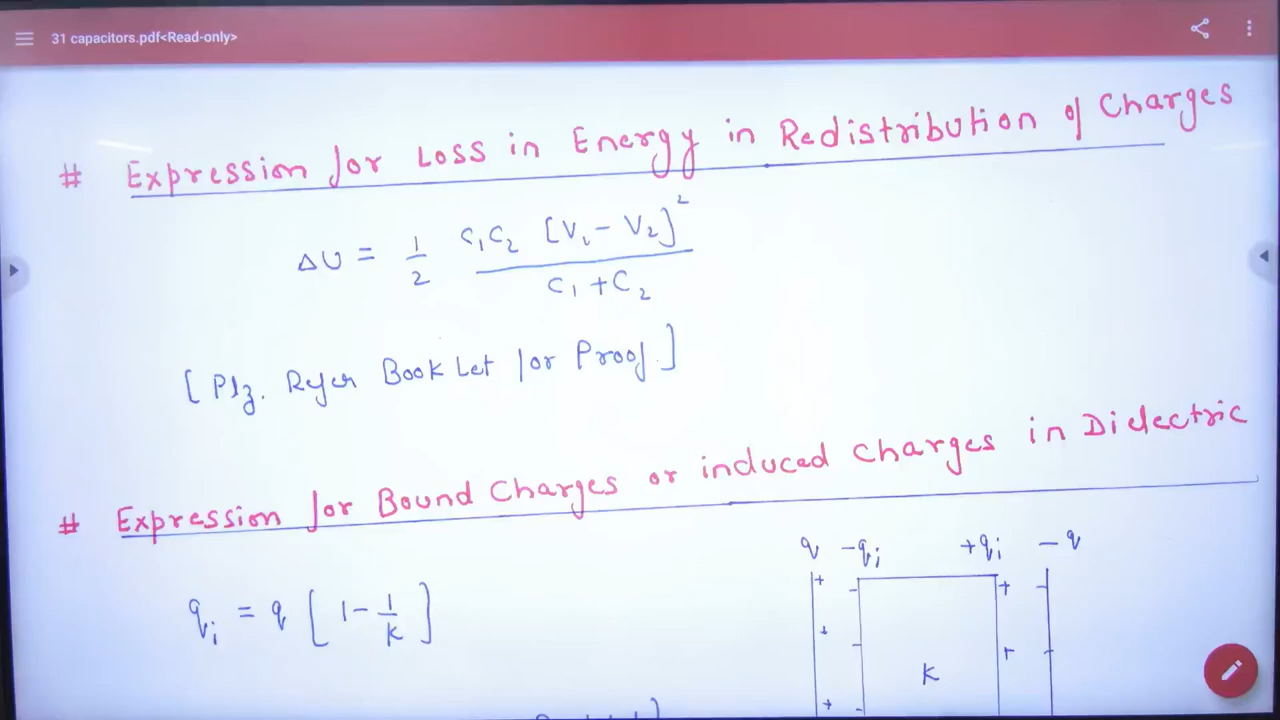 31 capacitors.pdf<Read-only>
# Expression for Loss in Energy in Redistribution of Charges
ΔU = 1/2 C₁C₂ [V₁ - V₂]² / C₁ + C₂
[Plz. Refer BookLet for Proof.]
# Expression for Bound Charges or induced Charges in Dielectric
q -qᵢ +qᵢ -q
qᵢ = q [1 - 1/K]
K